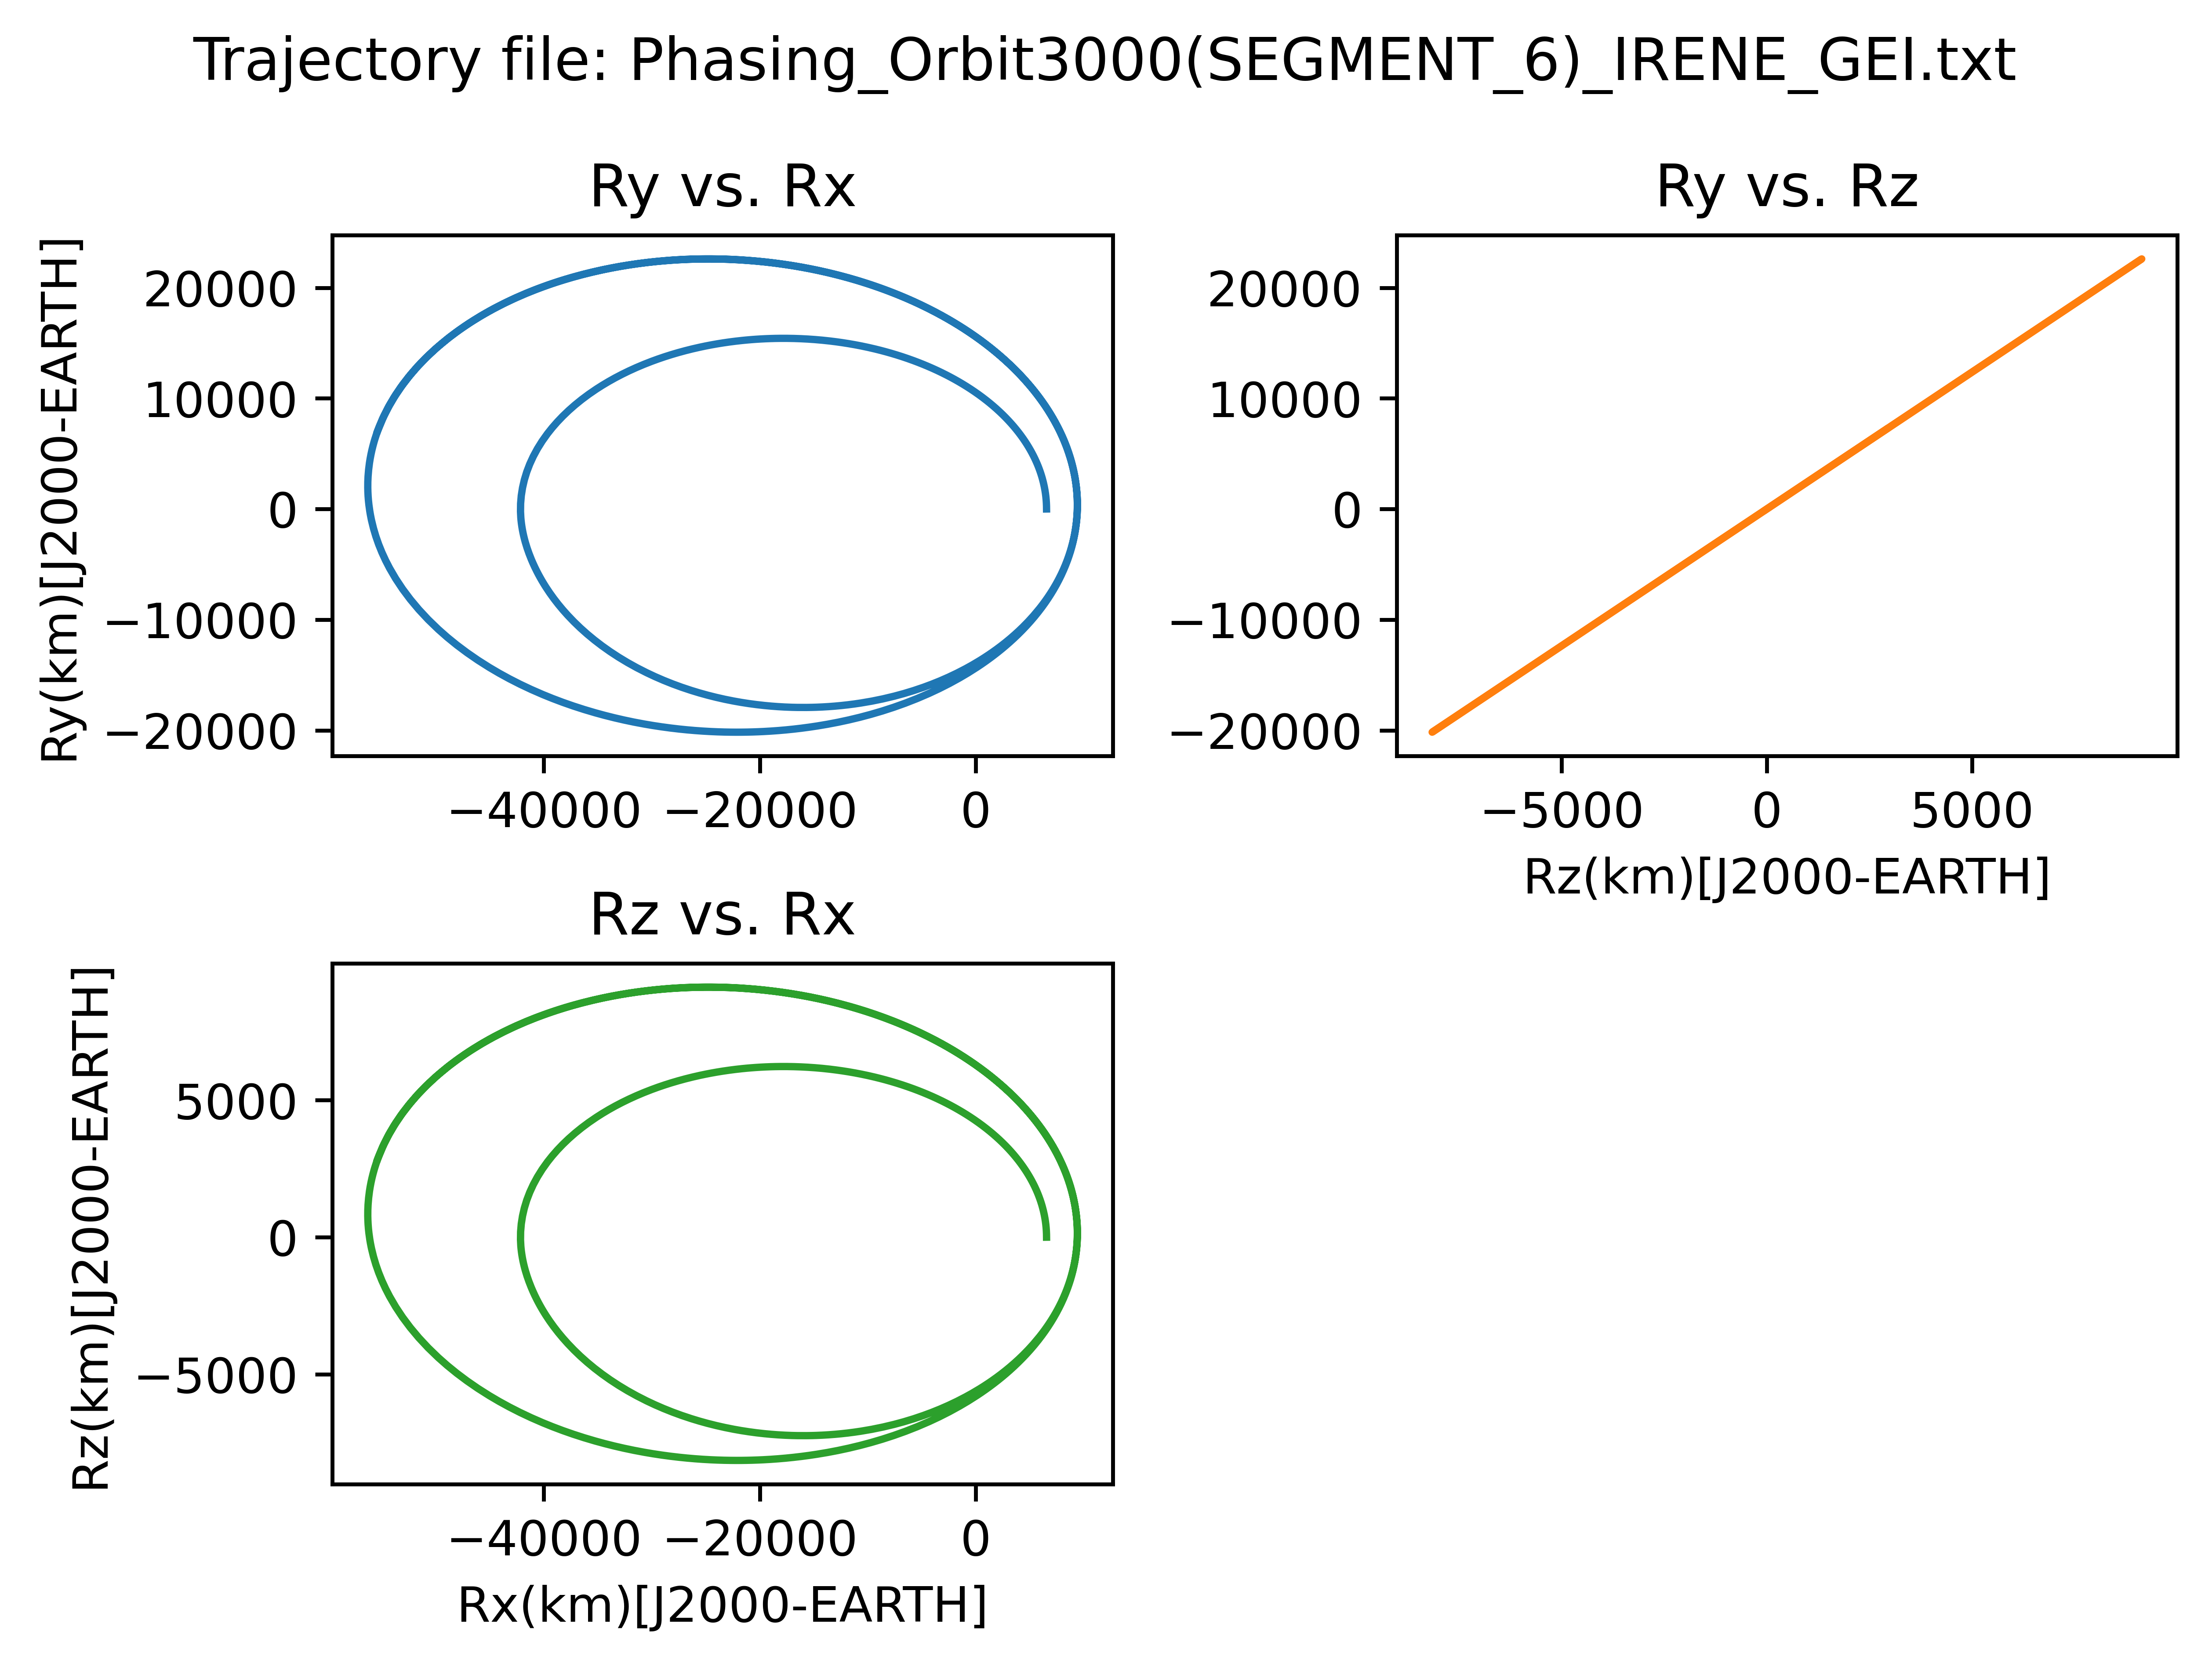 Trajectory file: Phasing_Orbit3000(SEGMENT_6)_IRENE_GEI.txt
Ry vs. Rx
Ry(km)[J2000-EARTH]
20000
10000
0
−10000
−20000
−40000 −20000 0
Ry vs. Rz
20000
10000
0
−10000
−20000
−5000 0 5000
Rz(km)[J2000-EARTH]
Rz vs. Rx
Rz(km)[J2000-EARTH]
5000
0
−5000
−40000 −20000 0
Rx(km)[J2000-EARTH]